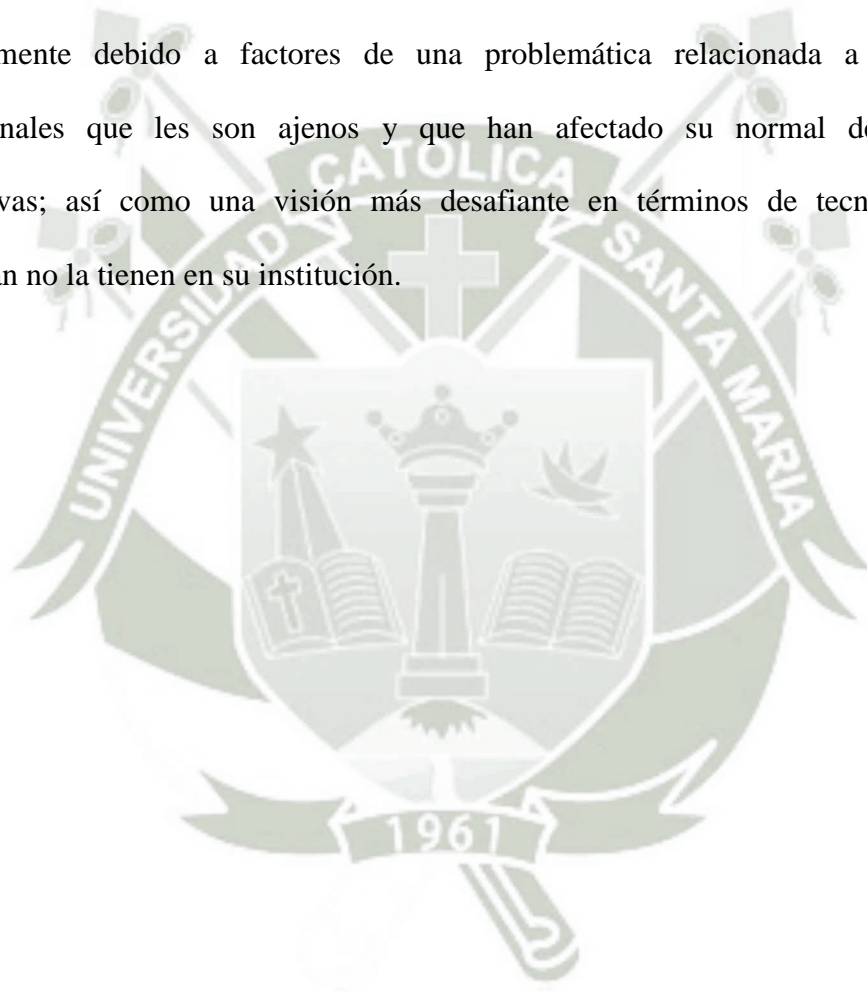 mente debido a factores de una problemática relacionada a
nales que les son ajenos y que han afectado su normal de
vas; así como una visión más desafiante en términos de tecn
an no la tienen en su institución.
UNIVERSIDAD CATÓLICA SANTA MARIA
1961